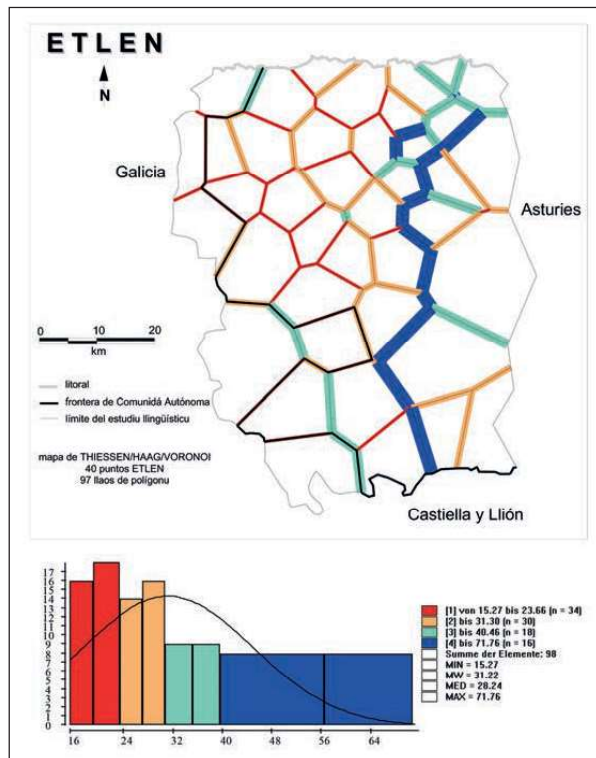 ETLEN
N
Galicia
Asturies
0 10 20
km
litoral
frontera de Comunidá Autónoma
límite del estudiu llingüísticu
mapa de THIESSEN/HAAG/VORONOI
40 puntos ETLEN
97 llaos de polígonu
Castiella y Llión
17
16
15
14
13
12
11
10
9
8
7
6
5
4
3
2
1
0
16 24 32 40 48 56 64
[1] von 15.27 bis 23.66 (n = 34)
[2] bis 31.30 (n = 30)
[3] bis 40.46 (n = 18)
[4] bis 71.76 (n = 16)
Summe der Elemente: 98
MIN = 15.27
MW = 31.22
MED = 28.24
MAX = 71.76